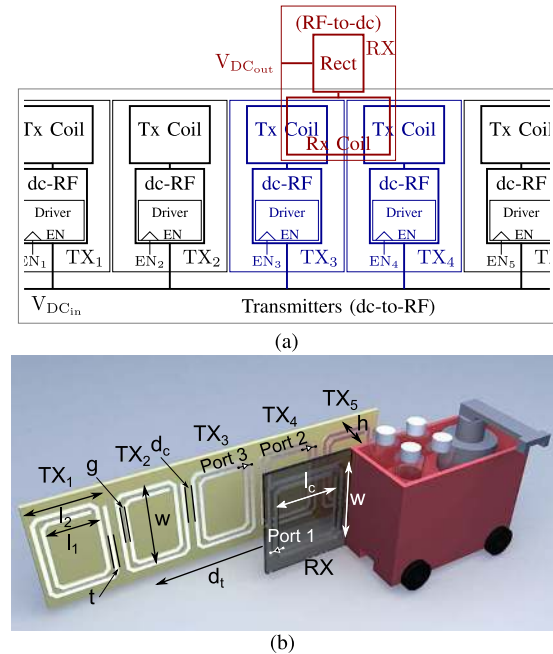 (RF-to-dc)
RX
V_DCout
Rect
Tx Coil
Tx Coil
Tx Coil
Tx Coil
Tx Coil
Rx Coil
dc-RF
dc-RF
dc-RF
dc-RF
dc-RF
Driver
Driver
Driver
Driver
Driver
EN
EN
EN
EN
EN
EN1
TX1
EN2
TX2
EN3
TX3
EN4
TX4
EN5
V_DCin
Transmitters (dc-to-RF)
(a)
TX5
TX4
h
TX3
Port 2
d_c
Port 3
TX2
g
TX1
l_c
w
w
l2
l1
Port 1
d_t
t
RX
(b)